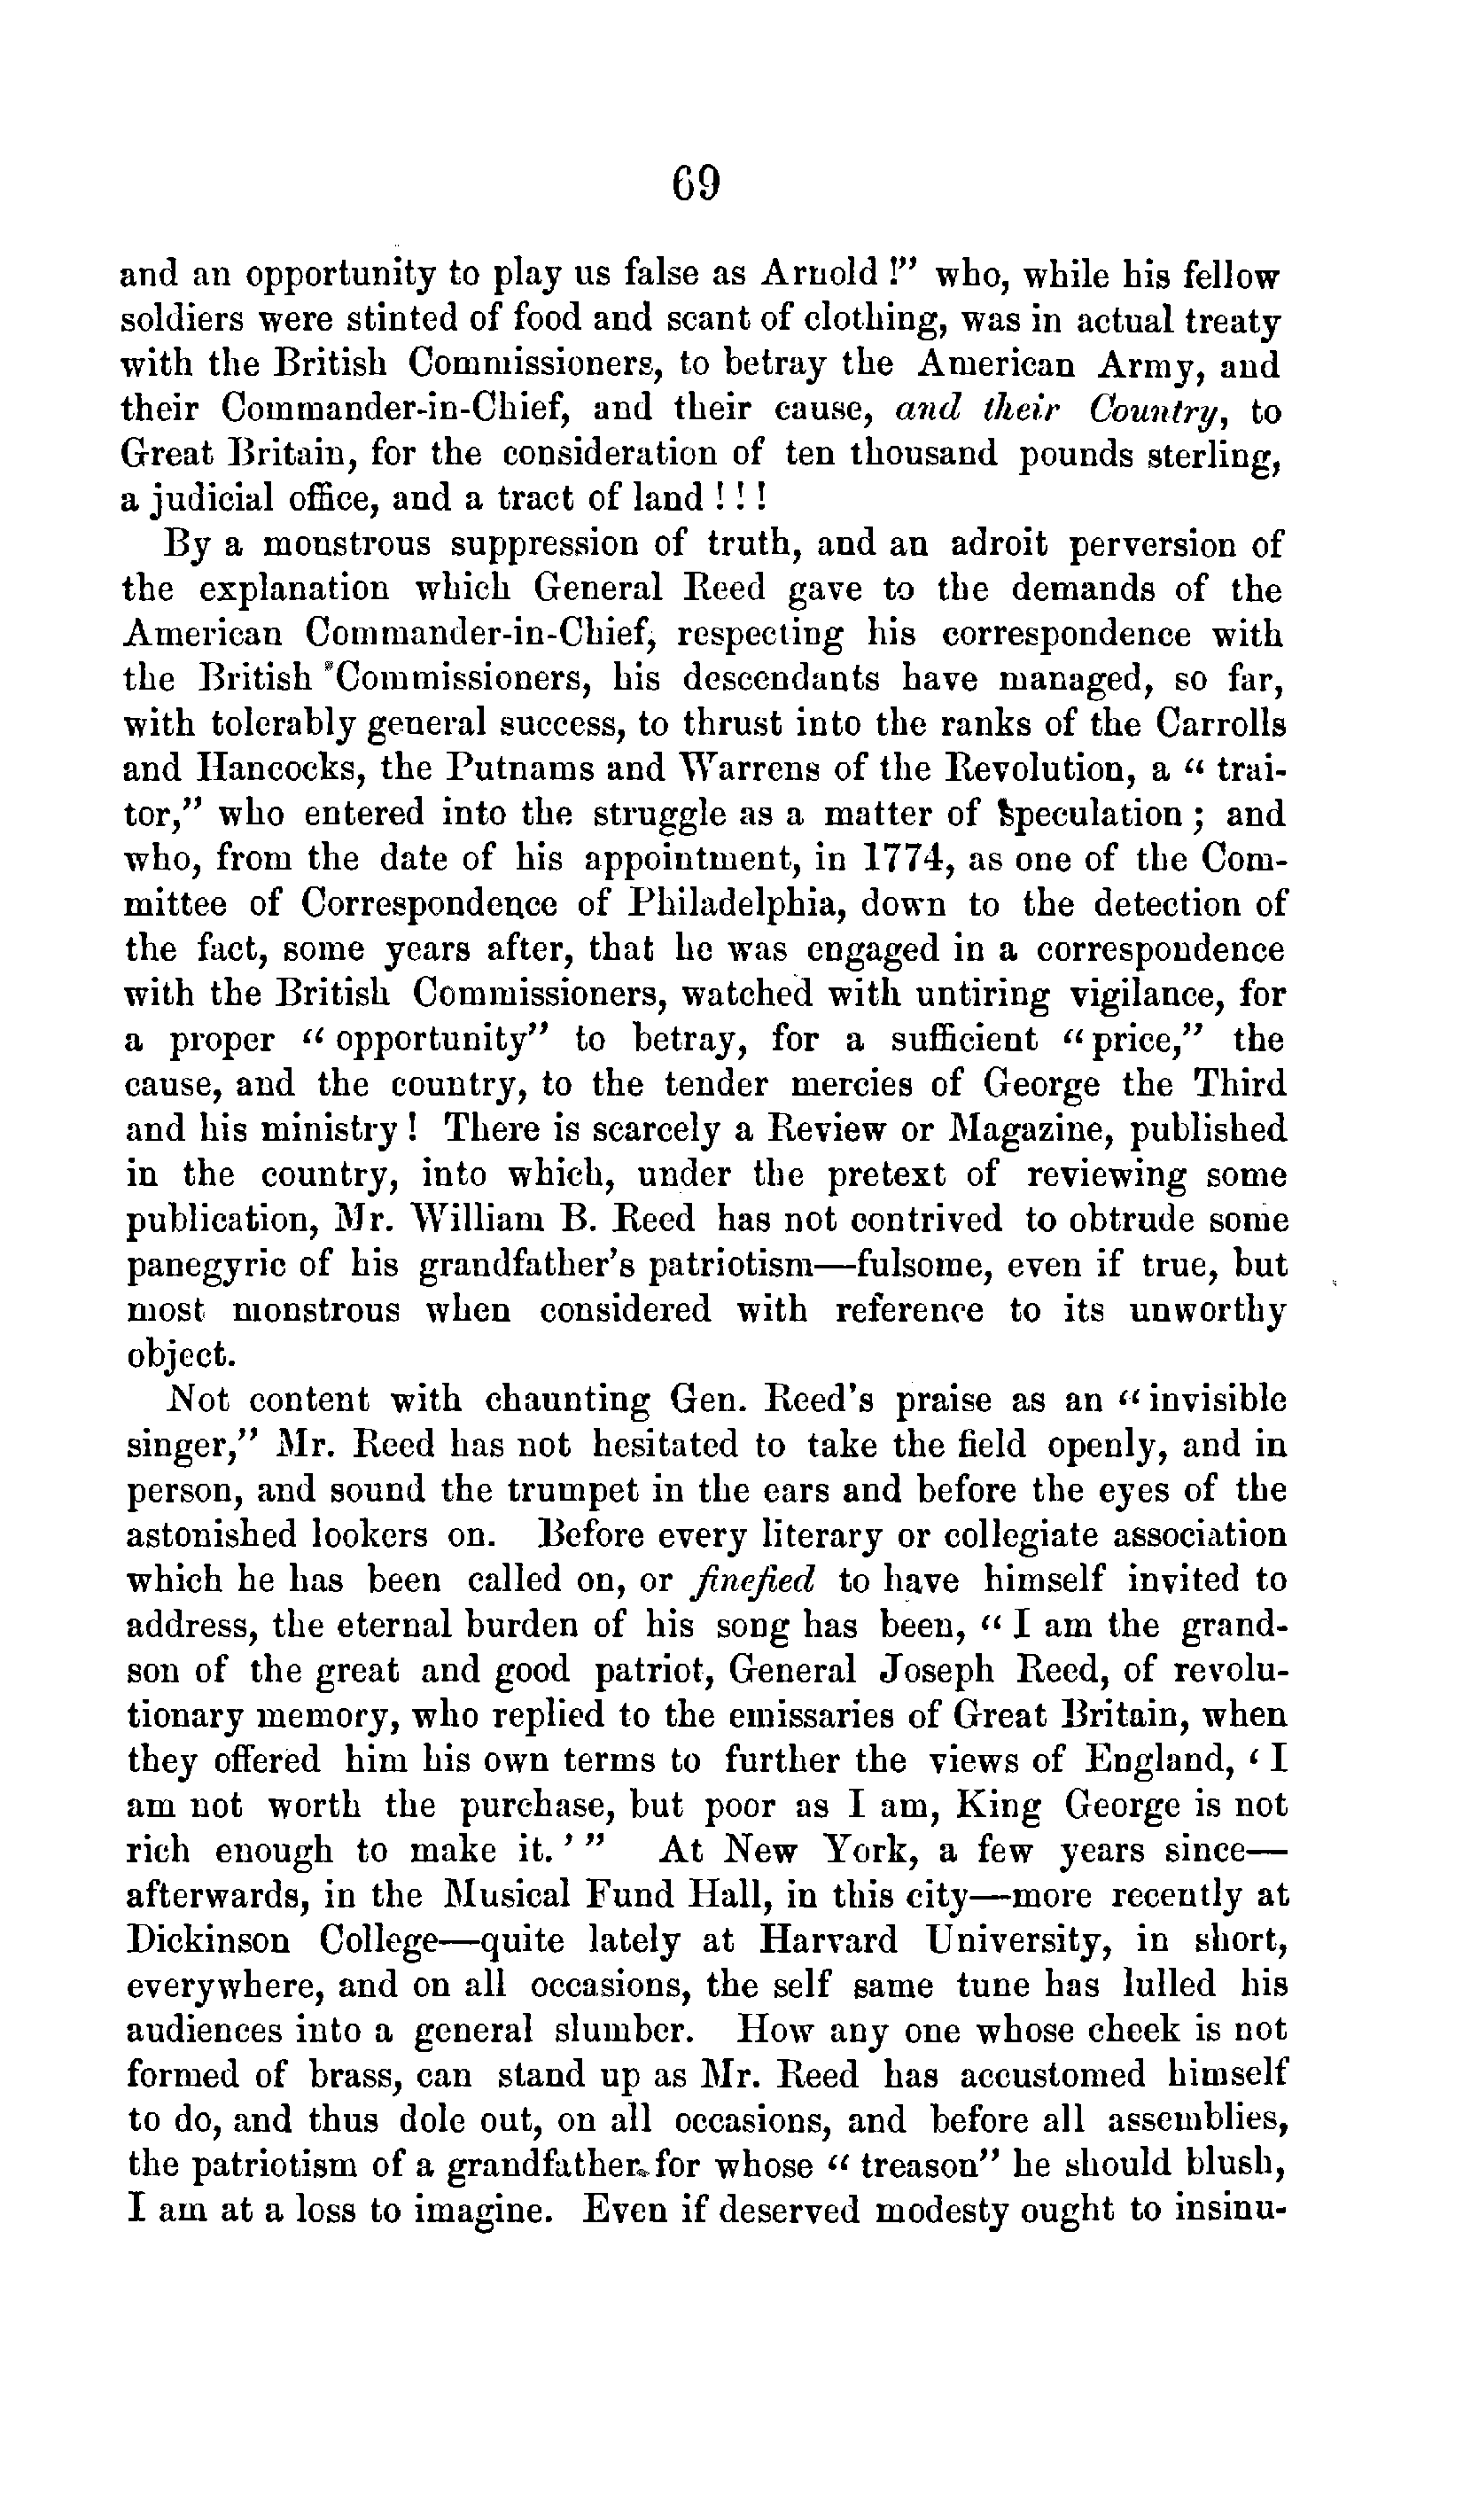 69
and an opportunity to play us false as Arnold !" who, while his fellow
soldiers were stinted of food and scant of clothing, was in actual treaty
with the British Commissioners, to betray the American Army, and
their Commander-in-Chief, and their cause, and their Country, to
Great Britain, for the consideration of ten thousand pounds sterling,
a judicial office, and a tract of land ! ! !
By a monstrous suppression of truth, and an adroit perversion of
the explanation which General Reed gave to the demands of the
American Commander-in-Chief, respecting his correspondence with
the British Commissioners, his descendants have managed, so far,
with tolerably general success, to thrust into the ranks of the Carrolls
and Hancocks, the Putnams and Warrens of the Revolution, a " trai-
tor," who entered into the struggle as a matter of speculation ; and
who, from the date of his appointment, in 1774, as one of the Com-
mittee of Correspondence of Philadelphia, down to the detection of
the fact, some years after, that he was engaged in a correspondence
with the British Commissioners, watched with untiring vigilance, for
a proper " opportunity" to betray, for a sufficient " price," the
cause, and the country, to the tender mercies of George the Third
and his ministry ! There is scarcely a Review or Magazine, published
in the country, into which, under the pretext of reviewing some
publication, Mr. William B. Reed has not contrived to obtrude some
panegyric of his grandfather's patriotism—fulsome, even if true, but
most monstrous when considered with reference to its unworthy
object.
Not content with chaunting Gen. Reed's praise as an " invisible
singer," Mr. Reed has not hesitated to take the field openly, and in
person, and sound the trumpet in the ears and before the eyes of the
astonished lookers on. Before every literary or collegiate association
which he has been called on, or finefied to have himself invited to
address, the eternal burden of his song has been, " I am the grand-
son of the great and good patriot, General Joseph Reed, of revolu-
tionary memory, who replied to the emissaries of Great Britain, when
they offered him his own terms to further the views of England, ' I
am not worth the purchase, but poor as I am, King George is not
rich enough to make it. ' " At New York, a few years since—
afterwards, in the Musical Fund Hall, in this city—more recently at
Dickinson College—quite lately at Harvard University, in short,
everywhere, and on all occasions, the self same tune has lulled his
audiences into a general slumber. How any one whose cheek is not
formed of brass, can stand up as Mr. Reed has accustomed himself
to do, and thus dole out, on all occasions, and before all assemblies,
the patriotism of a grandfather for whose " treason" he should blush,
I am at a loss to imagine. Even if deserved modesty ought to insinu-